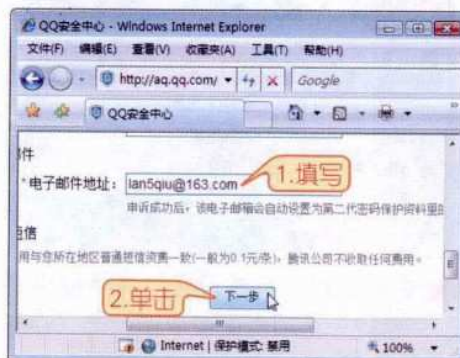 QQ安全中心 - Windows Internet Explorer
文件(F) 编辑(E) 查看(V) 收藏夹(A) 工具(T) 帮助(H)
http://aq.qq.com/ Google
QQ安全中心
件
*电子邮件地址： lan5qiu@163.com 1.填写
申诉成功后，该电子邮箱会自动设置为第二代密码保护资料里的
短信
用与您所在地区普通短信资费一致(一般为0.1元/条)，腾讯公司不收取任何费用。
2.单击 下一步
Internet | 保护模式: 禁用 100%